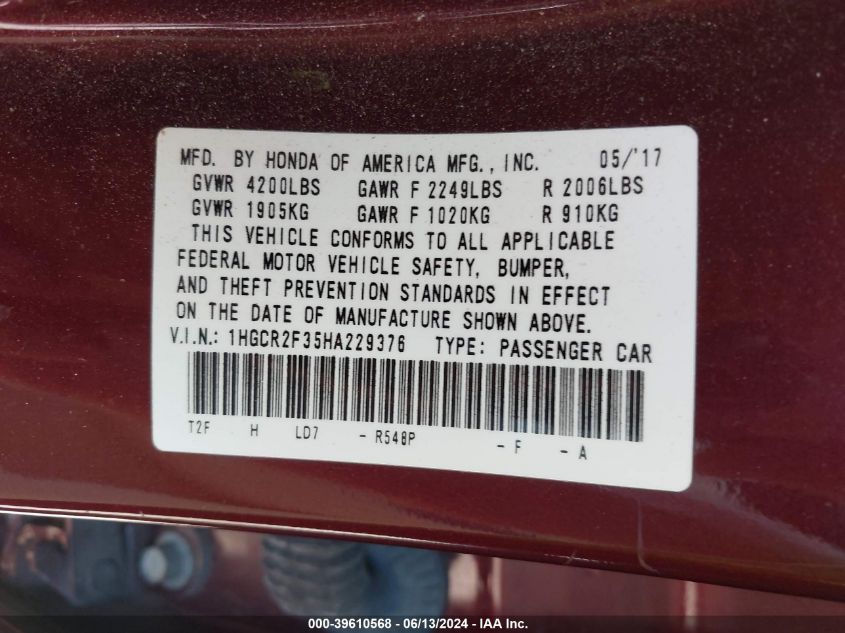 MFD. BY HONDA OF AMERICA MFG., INC. 05/'17
GVWR 4200LBS GAWR F 2249LBS R 2006LBS
GVWR 1905KG GAWR F 1020KG R 910KG
THIS VEHICLE CONFORMS TO ALL APPLICABLE
FEDERAL MOTOR VEHICLE SAFETY, BUMPER,
AND THEFT PREVENTION STANDARDS IN EFFECT
ON THE DATE OF MANUFACTURE SHOWN ABOVE.
V.I.N.: 1HGCR2F35HA229376 TYPE: PASSENGER CAR
T2F H LD7 - R548P - F - A
000-39610568 - 06/13/2024 - IAA Inc.